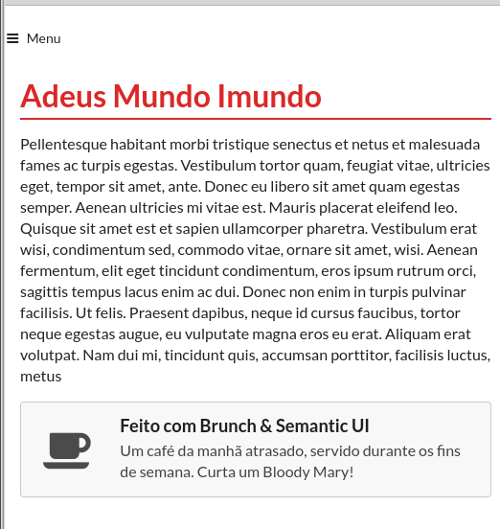 Menu
Adeus Mundo Imundo
Pellentesque habitant morbi tristique senectus et netus et malesuada
fames ac turpis egestas. Vestibulum tortor quam, feugiat vitae, ultricies
eget, tempor sit amet, ante. Donec eu libero sit amet quam egestas
semper. Aenean ultricies mi vitae est. Mauris placerat eleifend leo.
Quisque sit amet est et sapien ullamcorper pharetra. Vestibulum erat
wisi, condimentum sed, commodo vitae, ornare sit amet, wisi. Aenean
fermentum, elit eget tincidunt condimentum, eros ipsum rutrum orci,
sagittis tempus lacus enim ac dui. Donec non enim in turpis pulvinar
facilisis. Ut felis. Praesent dapibus, neque id cursus faucibus, tortor
neque egestas augue, eu vulputate magna eros eu erat. Aliquam erat
volutpat. Nam dui mi, tincidunt quis, accumsan porttitor, facilisis luctus,
metus
Feito com Brunch & Semantic UI
Um café da manhã atrasado, servido durante os fins
de semana. Curta um Bloody Mary!